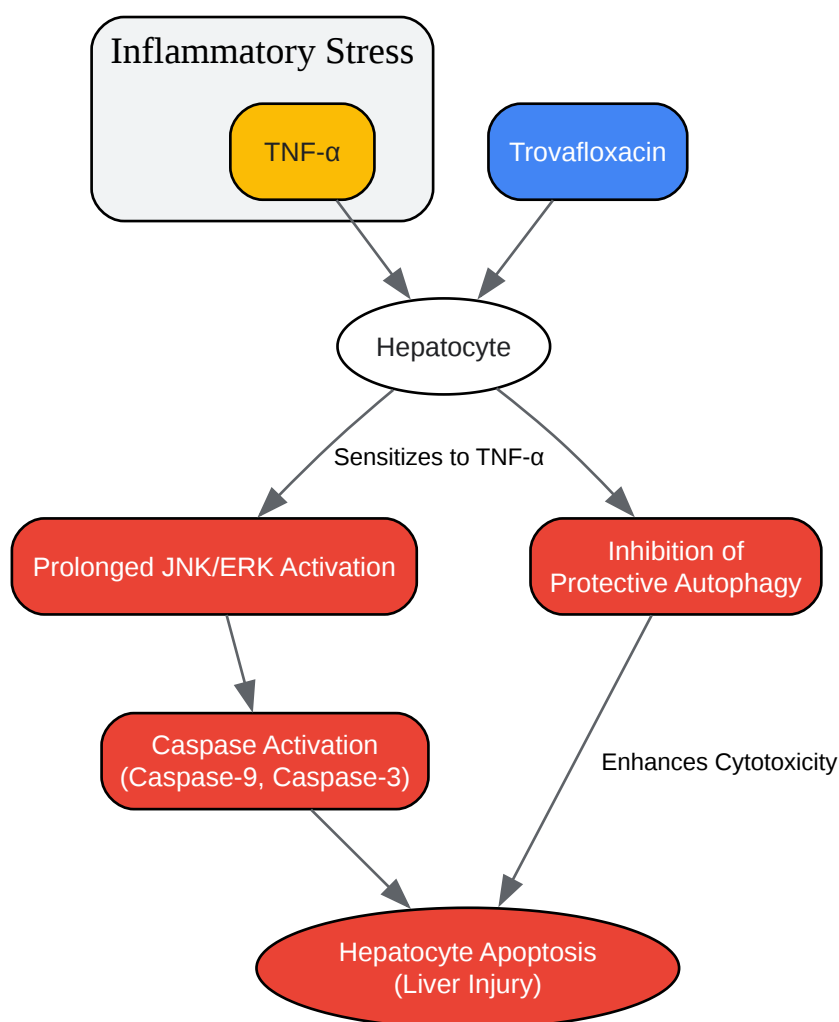 Inflammatory Stress
TNF-α
Trovafloxacin
Hepatocyte
Sensitizes to TNF-α
Prolonged JNK/ERK Activation
Inhibition of
Protective Autophagy
Caspase Activation
(Caspase-9, Caspase-3)
Enhances Cytotoxicity
Hepatocyte Apoptosis
(Liver Injury)